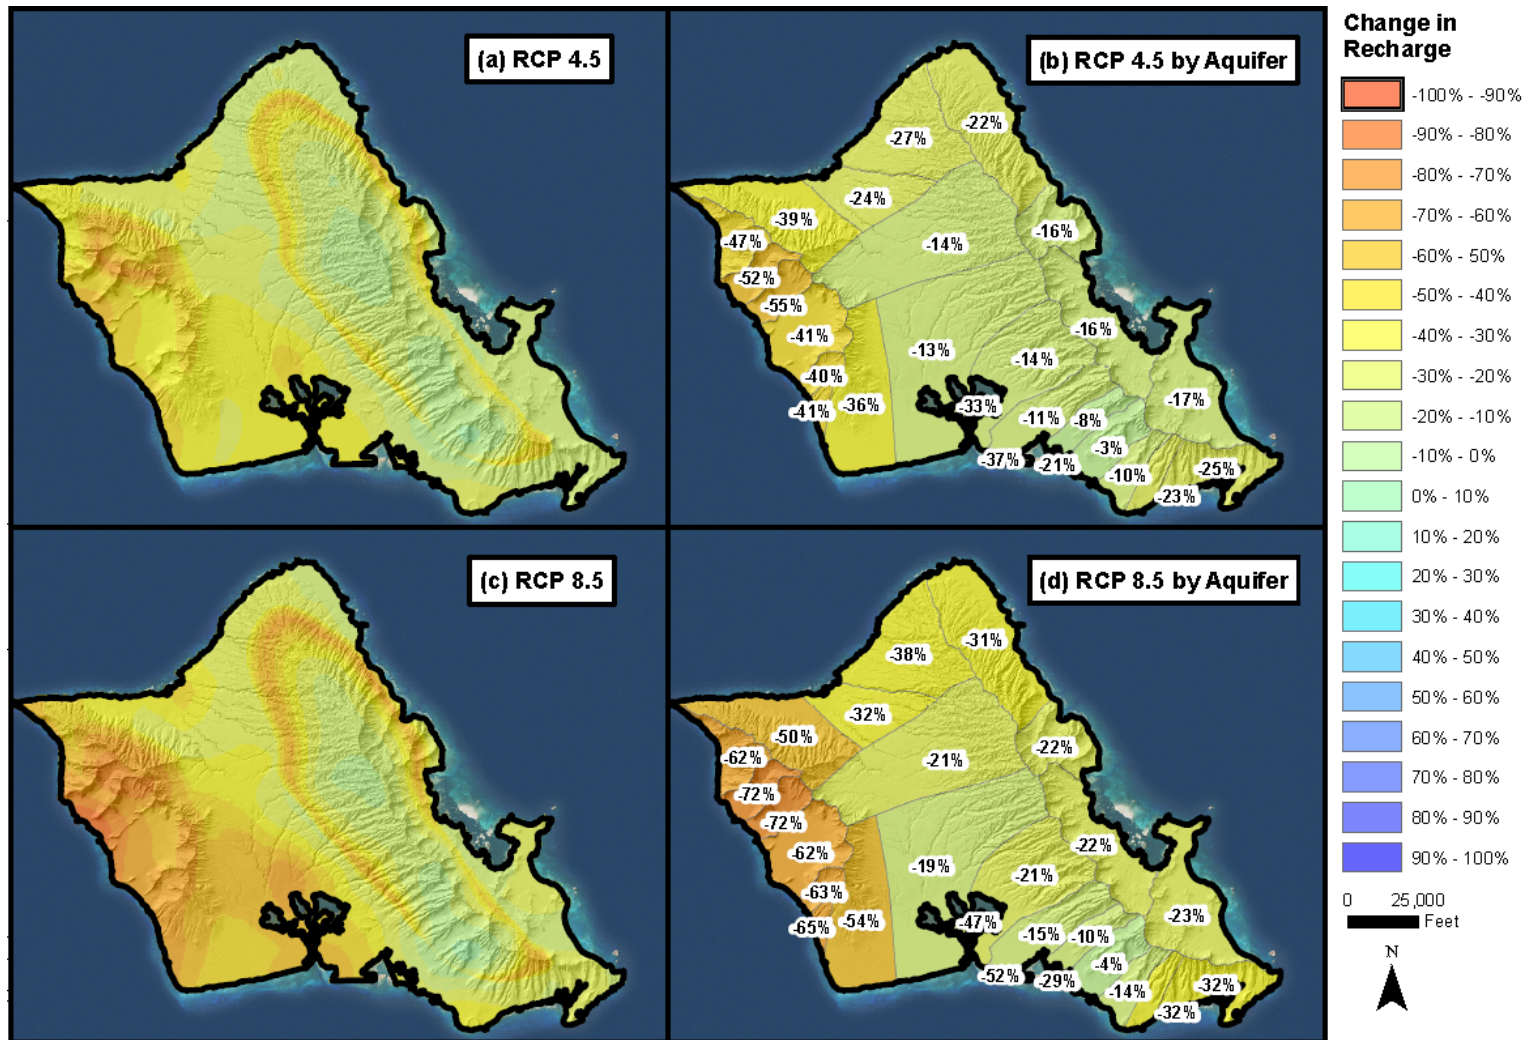 (a) RCP 4.5
(b) RCP 4.5 by Aquifer
-22%
-27%
-24%
-39%
-16%
-47%
-14%
-52%
-55%
-41%
-16%
-13%
-14%
-40%
-41%
-36%
-33%
-11%
-8%
-17%
-3%
-37%
-21%
-10%
-25%
-23%
(c) RCP 8.5
(d) RCP 8.5 by Aquifer
-31%
-38%
-32%
-50%
-22%
-62%
-21%
-72%
-72%
-62%
-22%
-19%
-21%
-63%
-65%
-54%
-47%
-15%
-10%
-23%
-4%
-52%
-29%
-14%
-32%
-32%
Change in
Recharge
-100% - -90%
-90% - -80%
-80% - -70%
-70% - -60%
-60% - 50%
-50% - -40%
-40% - -30%
-30% - -20%
-20% - -10%
-10% - 0%
0% - 10%
10% - 20%
20% - 30%
30% - 40%
40% - 50%
50% - 60%
60% - 70%
70% - 80%
80% - 90%
90% - 100%
0 25,000
Feet
N